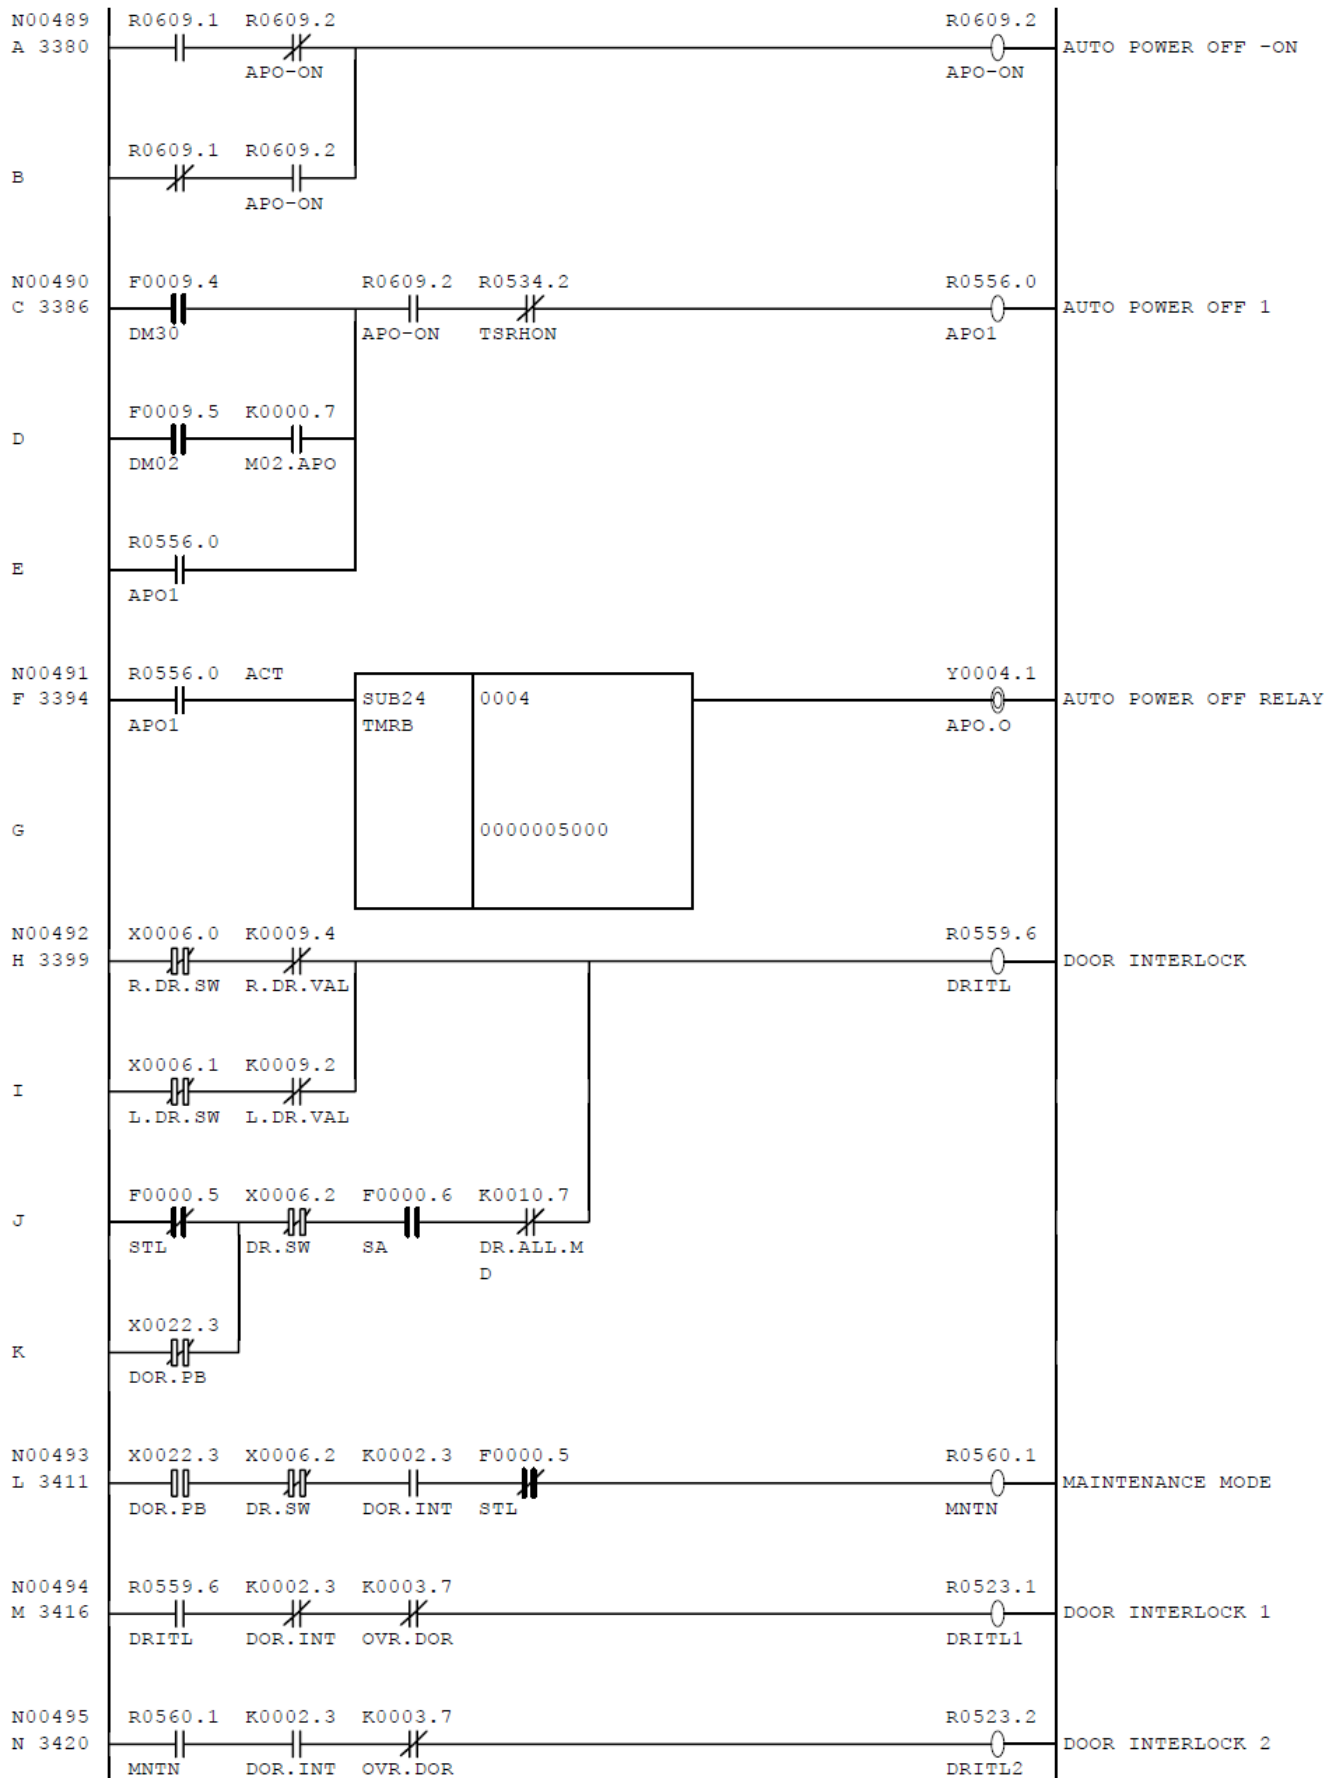 N00489 R0609.1 R0609.2 R0609.2
A 3380 AUTO POWER OFF -ON
APO-ON APO-ON
R0609.1 R0609.2
B
APO-ON
N00490 F0009.4 R0609.2 R0534.2 R0556.0
C 3386 AUTO POWER OFF 1
DM30 APO-ON TSRHON APO1
F0009.5 K0000.7
D
DM02 M02.APO
R0556.0
E
APO1
N00491 R0556.0 ACT Y0004.1
F 3394 SUB24 0004 AUTO POWER OFF RELAY
APO1 TMRB APO.O
G 0000005000
N00492 X0006.0 K0009.4 R0559.6
H 3399 DOOR INTERLOCK
R.DR.SW R.DR.VAL DRITL
X0006.1 K0009.2
I
L.DR.SW L.DR.VAL
F0000.5 X0006.2 F0000.6 K0010.7
J
STL DR.SW SA DR.ALL.M
D
X0022.3
K
DOR.PB
N00493 X0022.3 X0006.2 K0002.3 F0000.5 R0560.1
L 3411 MAINTENANCE MODE
DOR.PB DR.SW DOR.INT STL MNTN
N00494 R0559.6 K0002.3 K0003.7 R0523.1
M 3416 DOOR INTERLOCK 1
DRITL DOR.INT OVR.DOR DRITL1
N00495 R0560.1 K0002.3 K0003.7 R0523.2
N 3420 DOOR INTERLOCK 2
MNTN DOR.INT OVR.DOR DRITL2